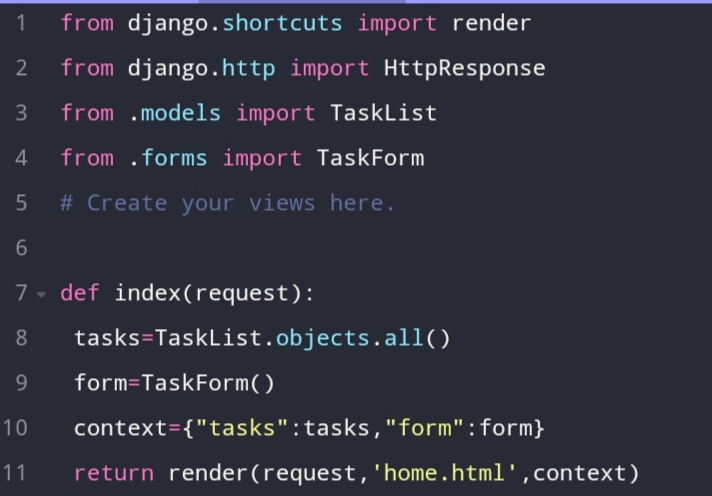 1 from django.shortcuts import render
2 from django.http import HttpResponse
3 from .models import TaskList
4 from .forms import TaskForm
5 # Create your views here.
6
7 def index(request):
8  tasks=TaskList.objects.all()
9  form=TaskForm()
10  context={"tasks":tasks,"form":form}
11  return render(request,'home.html',context)